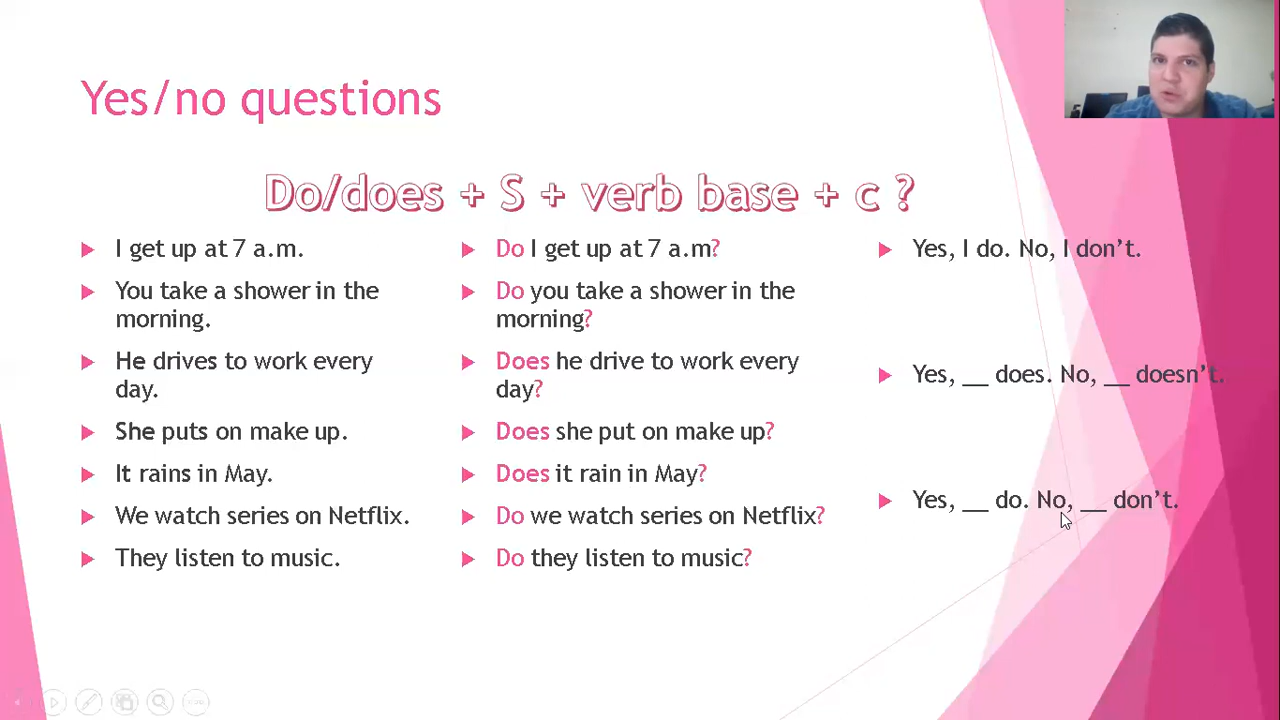 Yes/no questions
Do/does + S + verb base + c ?
I get up at 7 a.m.
You take a shower in the
morning.
He drives to work every
day.
She puts on make up.
It rains in May.
We watch series on Netflix.
They listen to music.
Do I get up at 7 a.m?
Do you take a shower in the
morning?
Does he drive to work every
day?
Does she put on make up?
Does it rain in May?
Do we watch series on Netflix?
Do they listen to music?
Yes, I do. No, I don’t.
Yes, __ does. No, __ doesn’t.
Yes, __ do. No, __ don’t.